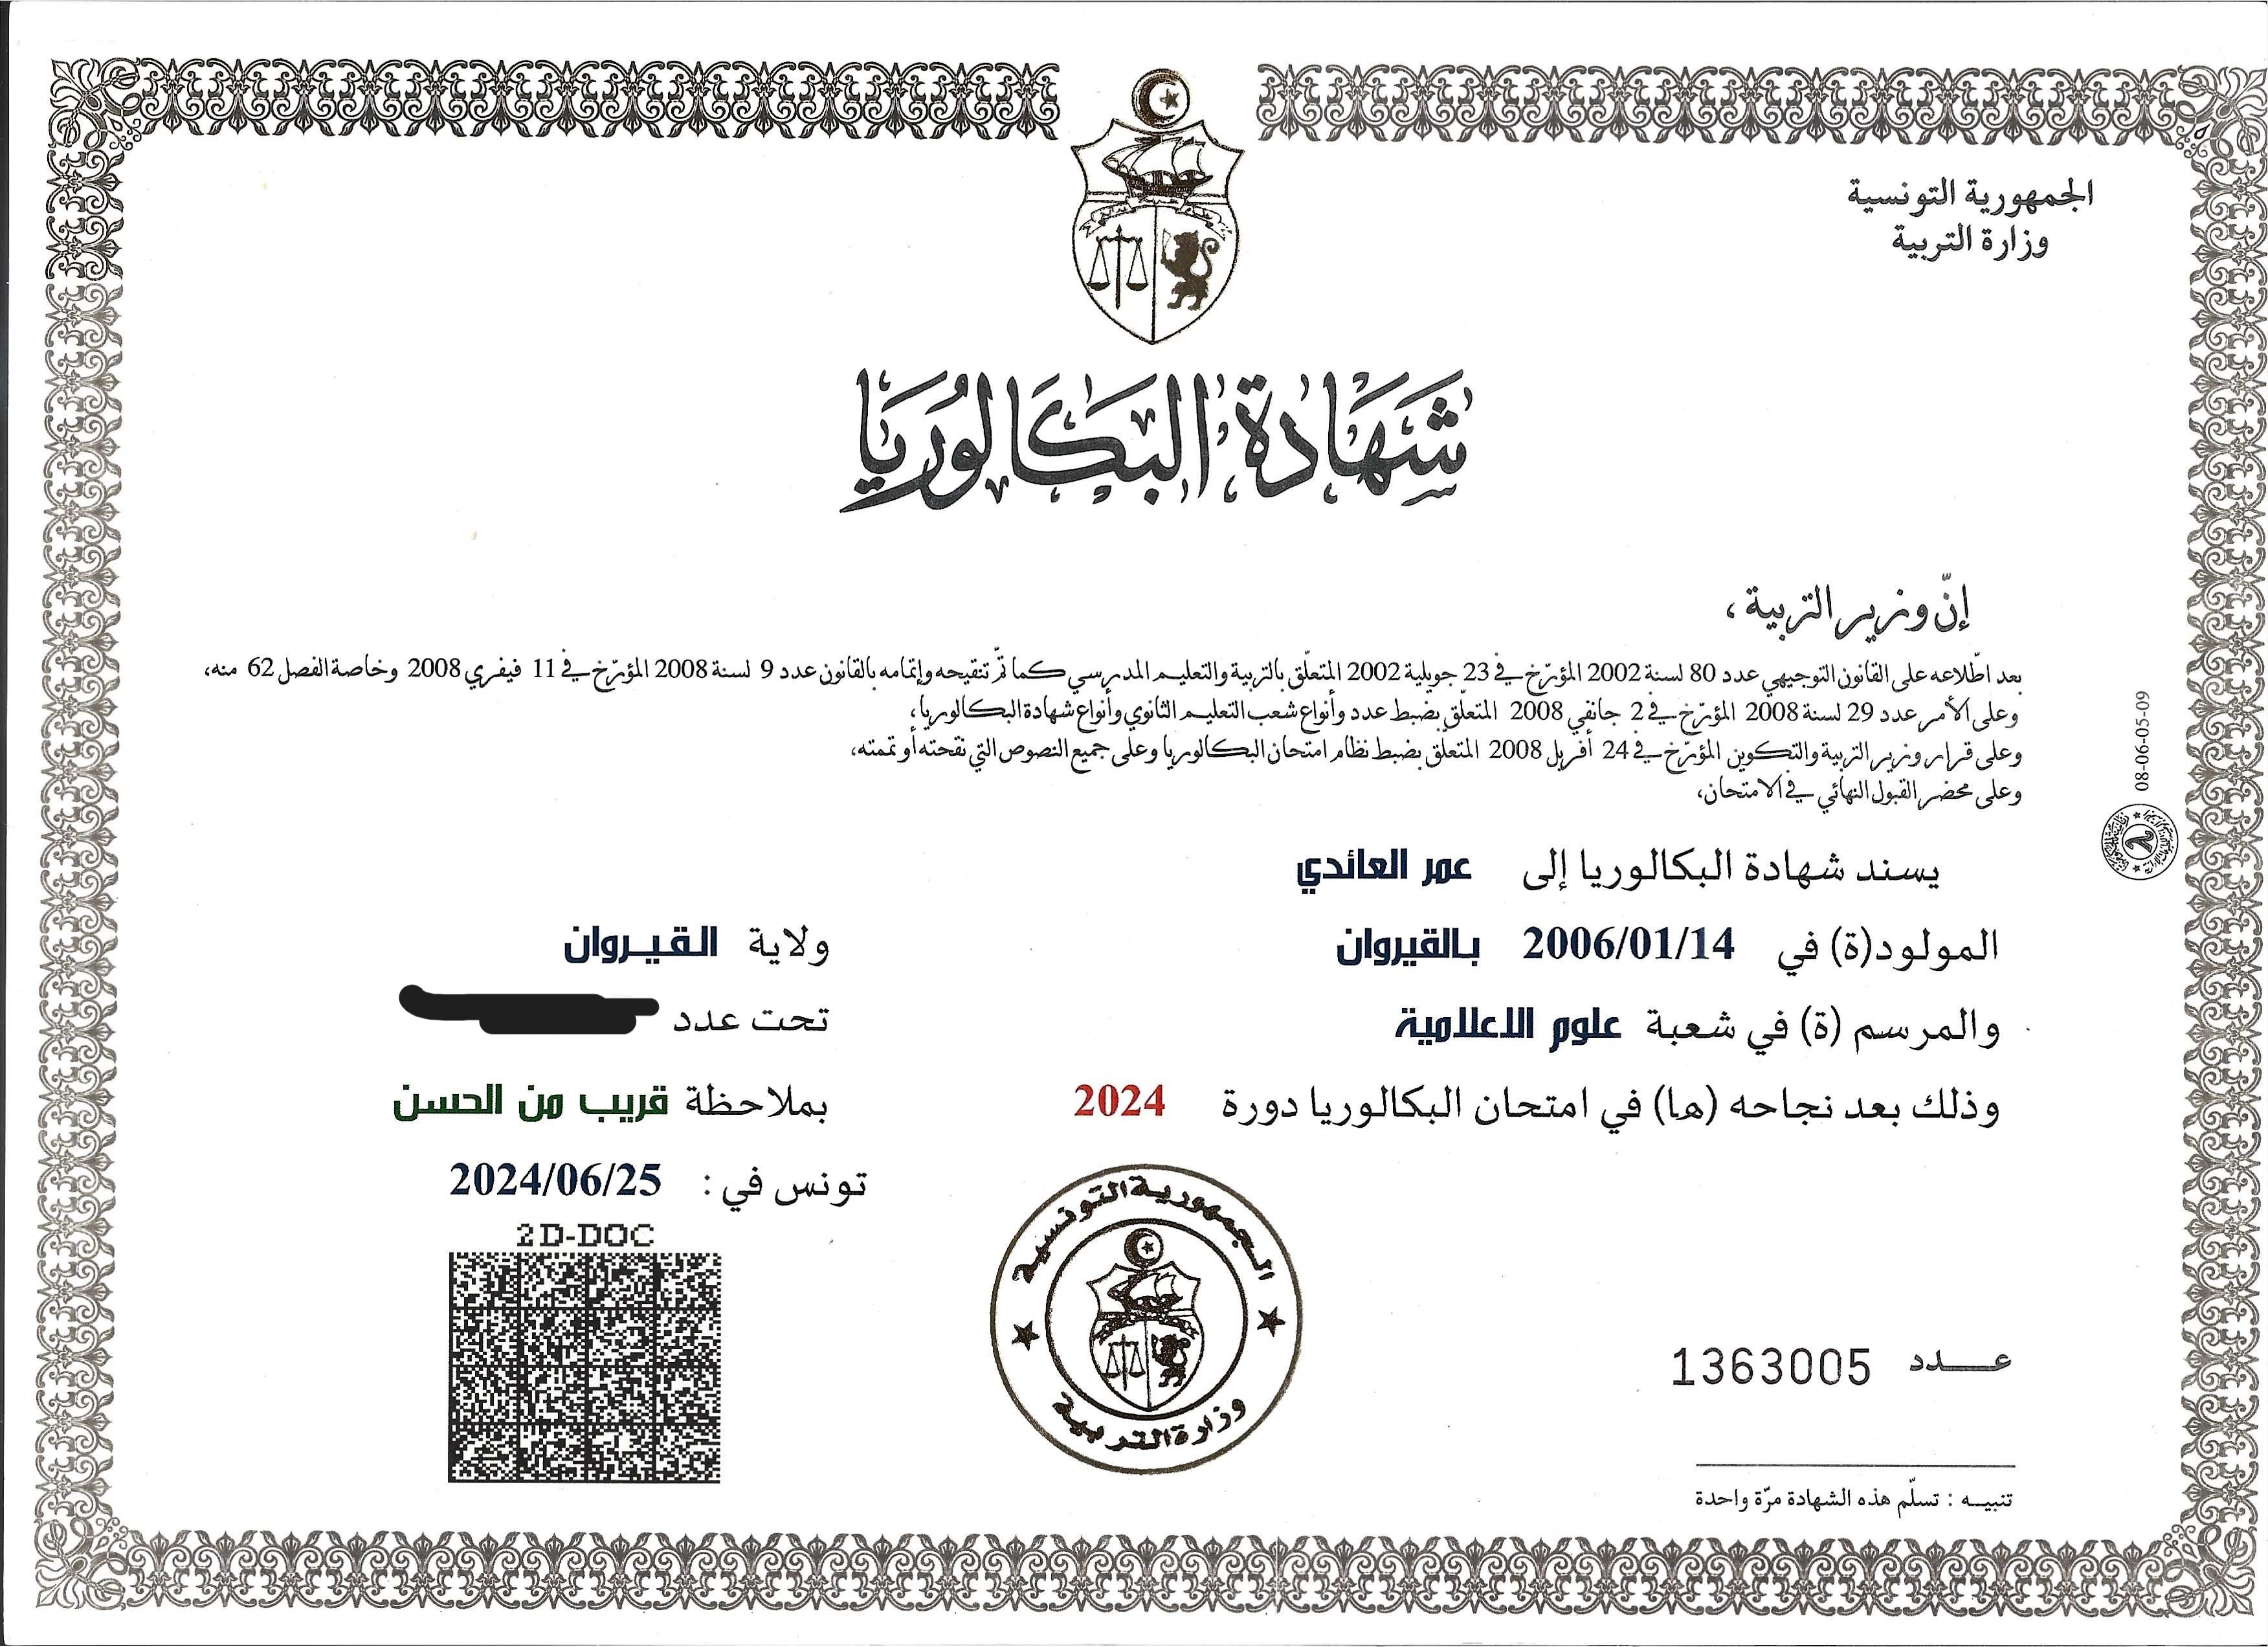 الجمهورية التونسية
وزارة التربية
شَهَادَة البَكَالُورِيَا
إنّ وزير التربية ،
بعد اطّلاعه على القانون التوجيهي عدد 80 لسنة 2002 المؤرّخ في 23 جويلية 2002 المتعلّق بالتربية والتعليم المدرسي كما تمّ تنقيحه وإتمامه بالقانون عدد 9 لسنة 2008 المؤرّخ في 11 فيفري 2008 وخاصة الفصل 62 منه،
وعلى الأمر عدد 29 لسنة 2008 المؤرّخ في 2 جانفي 2008 المتعلّق بضبط عدد وأنواع شعب التعليم الثانوي وأنواع شهادة البكالوريا،
وعلى قرار وزير التربية والتكوين المؤرّخ في 24 أفريل 2008 المتعلّق بضبط نظام امتحان البكالوريا وعلى جميع النصوص التي نقحته أو تممته،
وعلى محضر القبول النهائي في الامتحان،
08-06-05-09
يسند شهادة البكالوريا إلى عمر العائدي
المولود(ة) في 2006/01/14 بالقيروان ولاية القيروان
والمرسم (ة) في شعبة علوم الاعلامية تحت عدد
وذلك بعد نجاحه (ها) في امتحان البكالوريا دورة 2024 بملاحظة قريب من الحسن
تونس في : 2024/06/25
2D-DOC
الجمهورية التونسية
وزارة التربية
عـــدد 1363005
تنبيـه : تسلّم هذه الشهادة مرّة واحدة